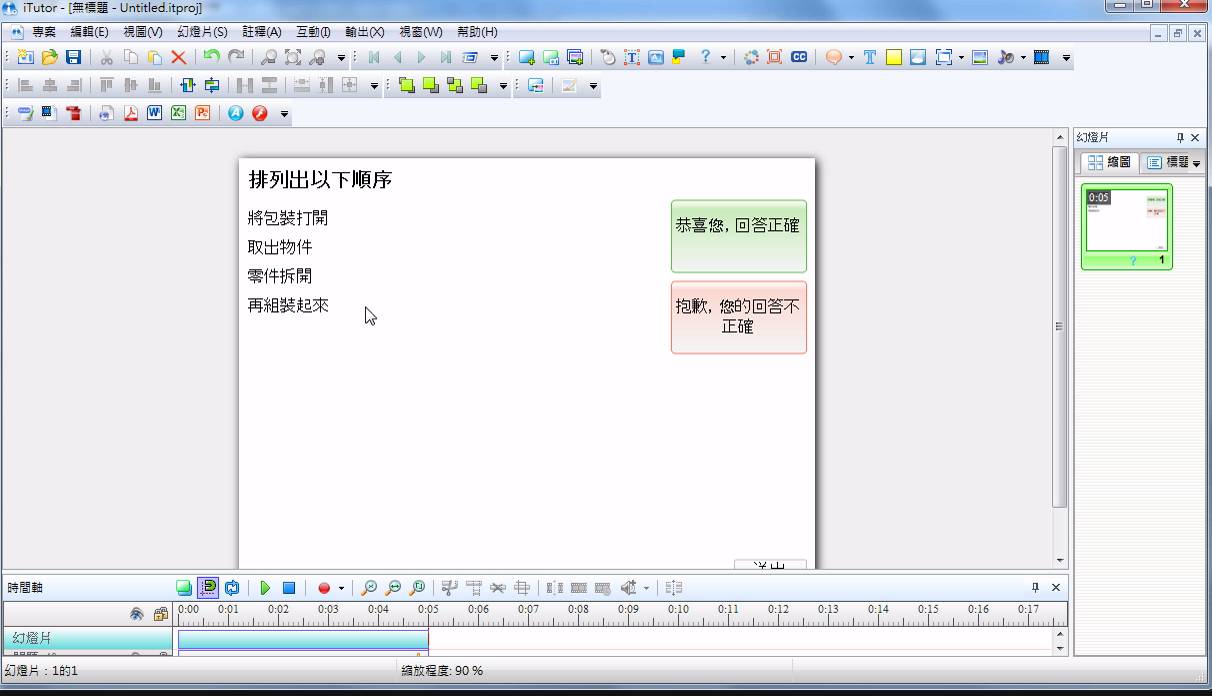 iTutor - [無標題 - Untitled.itproj]
專案 編輯(E) 視圖(V) 幻燈片(S) 註釋(A) 互動(I) 輸出(X) 視窗(W) 幫助(H)
幻燈片
縮圖 標題
0:05
1
排列出以下順序
將包裝打開
取出物件
零件拆開
再組裝起來
恭喜您, 回答正確
抱歉, 您的回答不
正確
送出
時間軸
0:00 0:01 0:02 0:03 0:04 0:05 0:06 0:07 0:08 0:09 0:10 0:11 0:12 0:13 0:14 0:15 0:16 0:17
幻燈片
幻燈片：1的1 縮放程度: 90 %